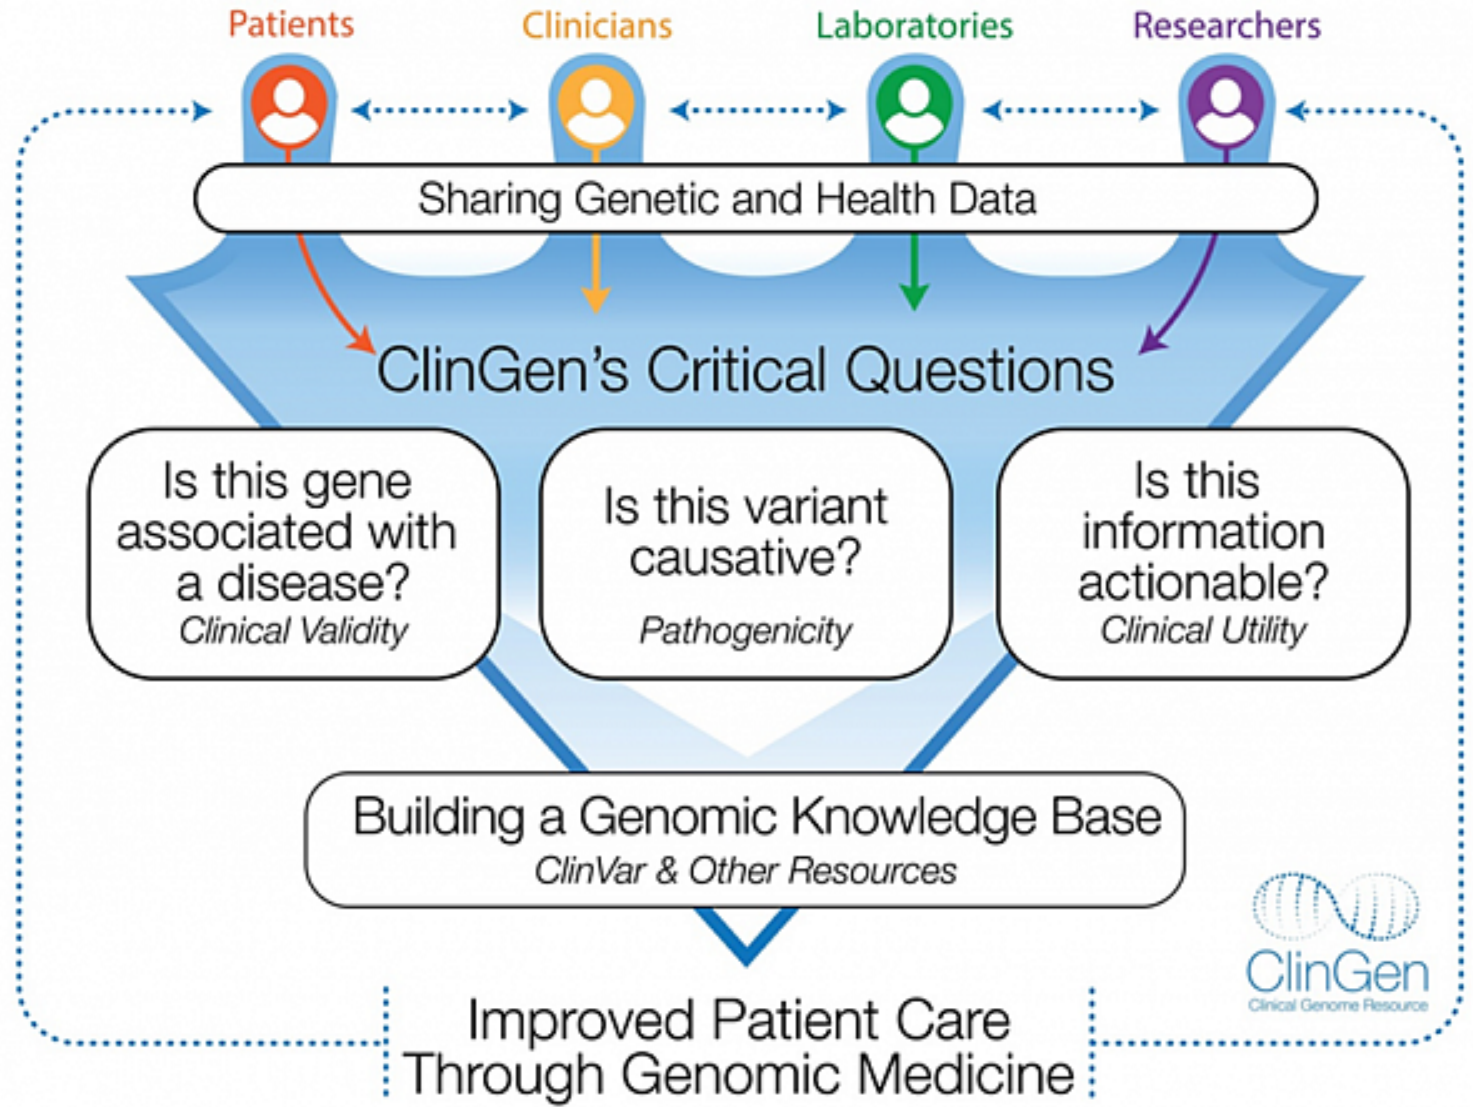 Patients
Clinicians
Laboratories
Researchers
Sharing Genetic and Health Data
ClinGen's Critical Questions
Is this gene
associated with
a disease?
Clinical Validity
Is this variant
causative?
Pathogenicity
Is this
information
actionable?
Clinical Utility
Building a Genomic Knowledge Base
ClinVar & Other Resources
ClinGen
Clinical Genome Resource
Improved Patient Care
Through Genomic Medicine